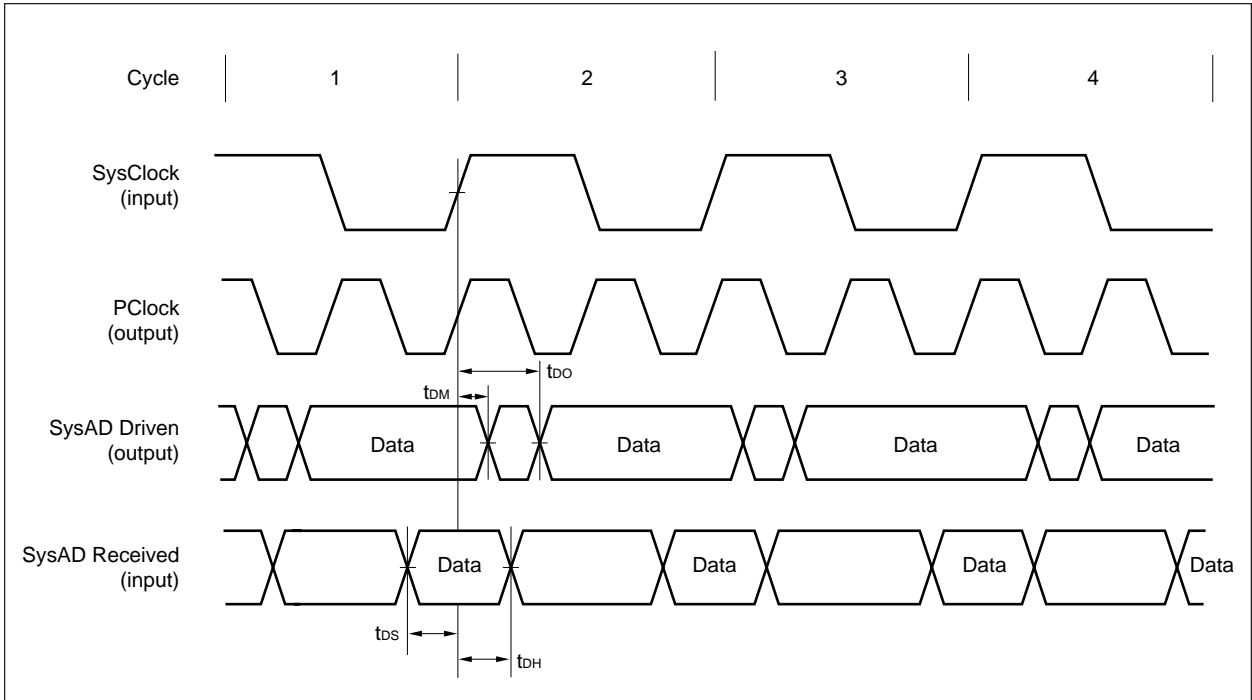 Cycle 1 2 3 4
SysClock
(input)
PClock
(output)
tDO
tDM
SysAD Driven
(output)
Data Data Data Data
SysAD Received
(input)
Data Data Data Data
tDS
tDH